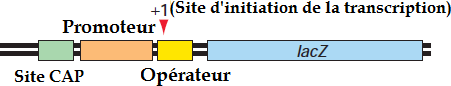 +1(Site d'initiation de la transcription)
Promoteur
lacZ
Site CAP
Opérateur